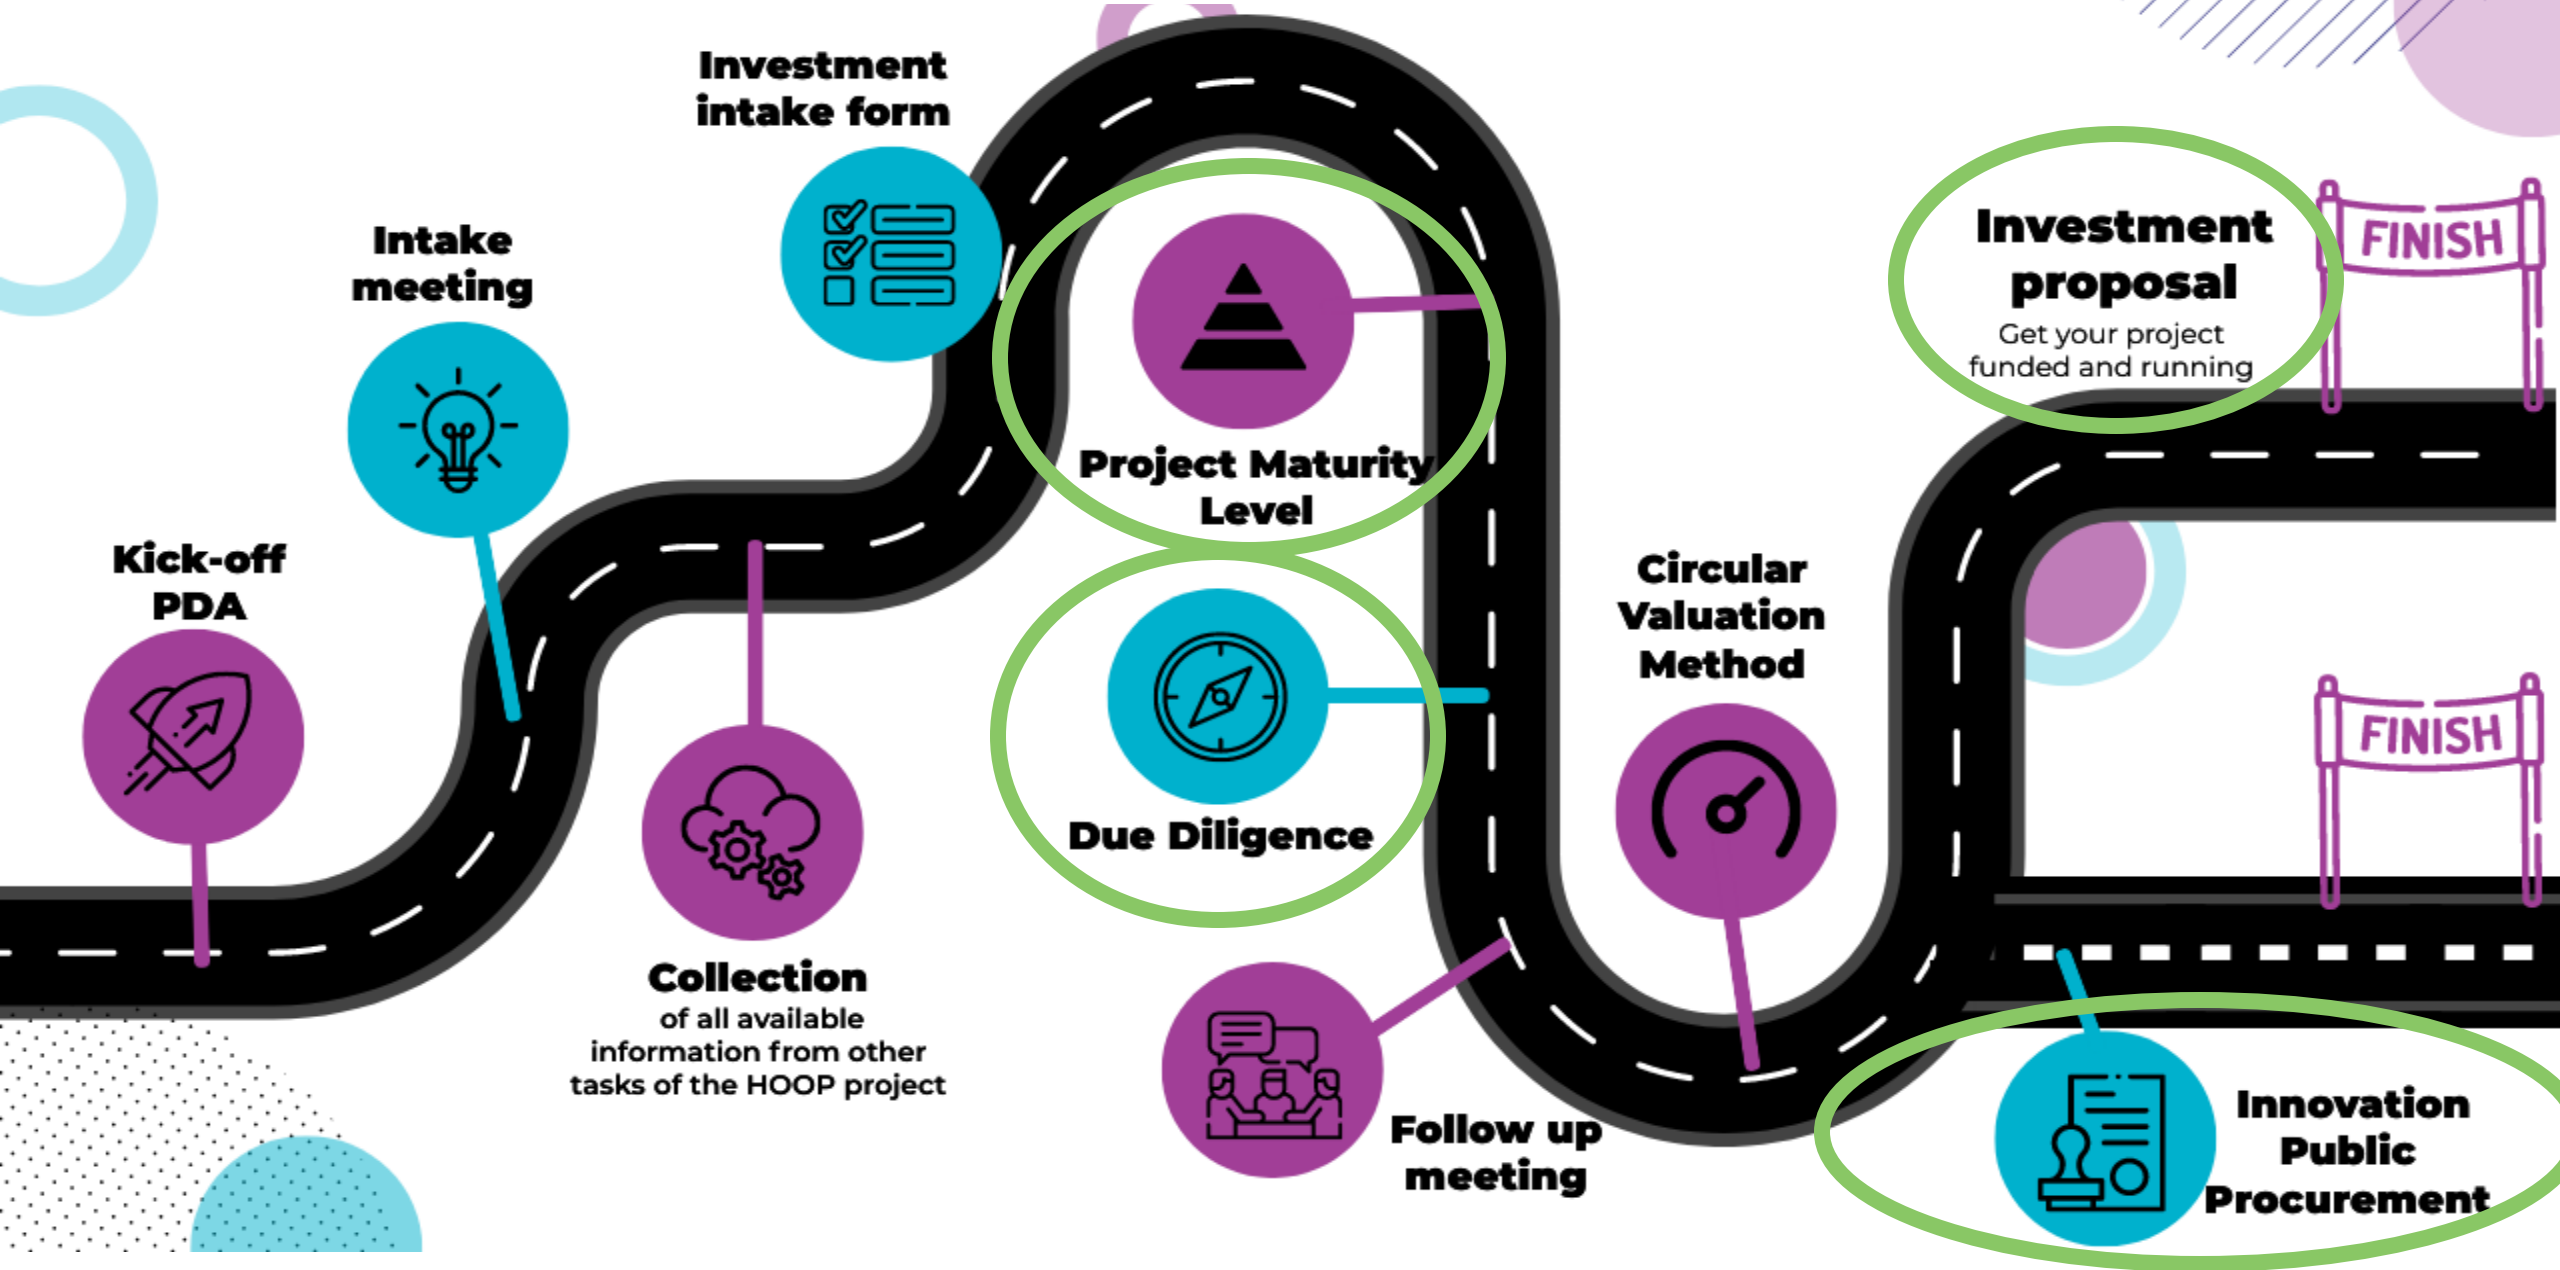 Kick-off
PDA
Intake
meeting
Collection
of all available
information from other
tasks of the HOOP project
Investment
intake form
Project Maturity
Level
Due Diligence
Follow up
meeting
Circular
Valuation
Method
Investment
proposal
Get your project
funded and running
FINISH
FINISH
Innovation
Public
Procurement